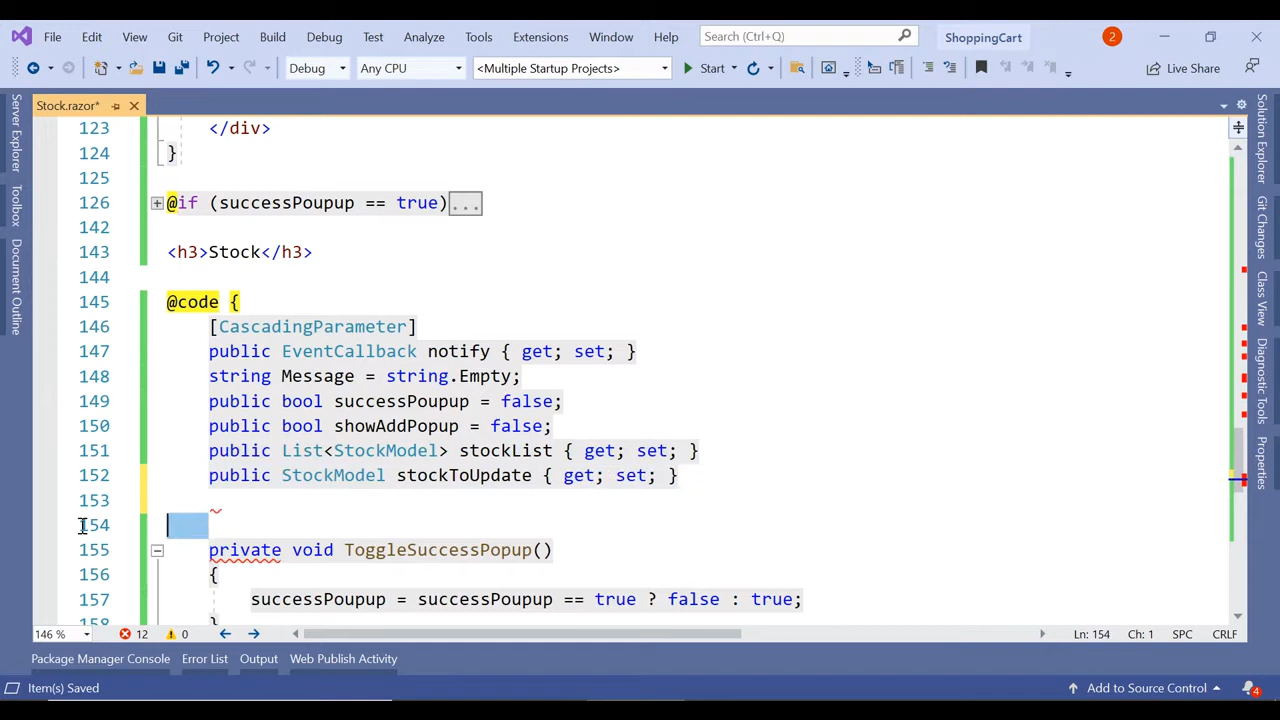 File Edit View Git Project Build Debug Test Analyze Tools Extensions Window Help Search (Ctrl+Q) ShoppingCart 2
Debug Any CPU <Multiple Startup Projects> Start Live Share
Stock.razor*
Server Explorer
Toolbox
Document Outline
Solution Explorer
Git Changes
Class View
Diagnostic Tools
Properties
123 </div>
124 }
125
126 @if (successPoupup == true)...
142
143 <h3>Stock</h3>
144
145 @code {
146 [CascadingParameter]
147 public EventCallback notify { get; set; }
148 string Message = string.Empty;
149 public bool successPoupup = false;
150 public bool showAddPopup = false;
151 public List<StockModel> stockList { get; set; }
152 public StockModel stockToUpdate { get; set; }
153
154
155 private void ToggleSuccessPopup()
156 {
157 successPoupup = successPoupup == true ? false : true;
158 }
146 % 12 0 Ln: 154 Ch: 1 SPC CRLF
Package Manager Console Error List Output Web Publish Activity
Item(s) Saved Add to Source Control 4